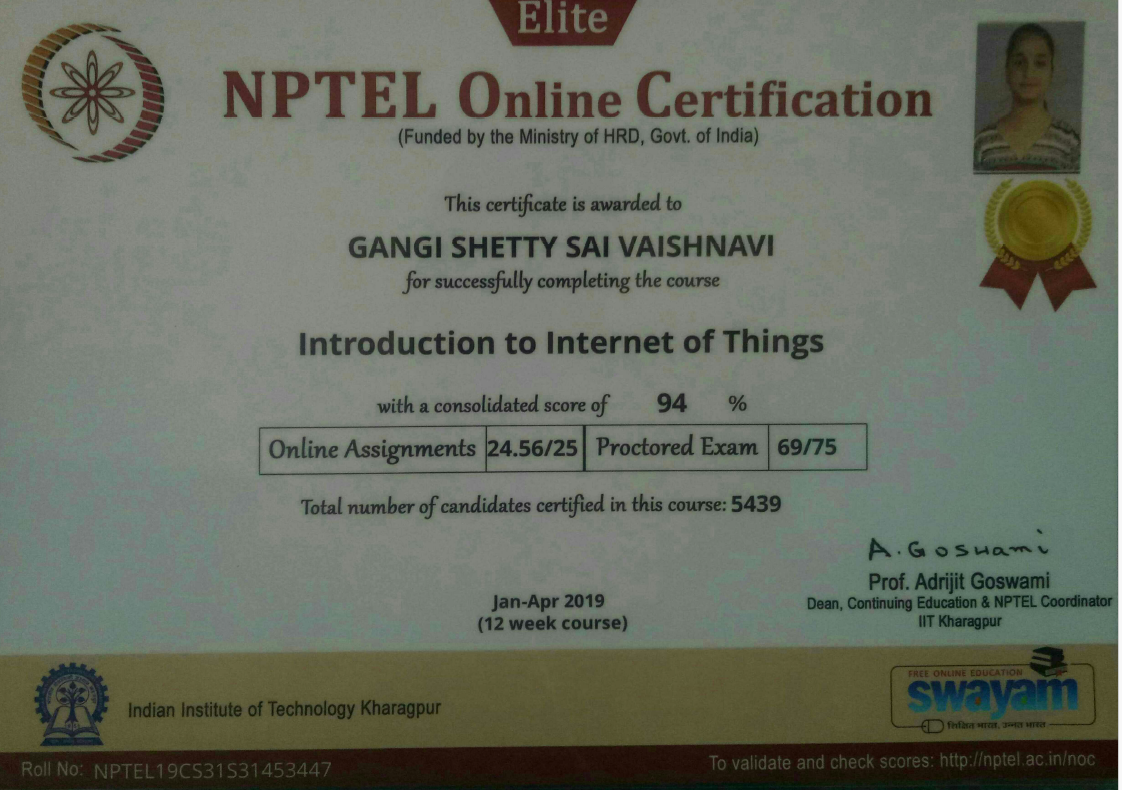 Elite
NPTEL Online Certification
(Funded by the Ministry of HRD, Govt. of India)
This certificate is awarded to
GANGI SHETTY SAI VAISHNAVI
for successfully completing the course
Introduction to Internet of Things
with a consolidated score of 94 %
Online Assignments 24.56/25 Proctored Exam 69/75
Total number of candidates certified in this course: 5439
A. Goswami
Prof. Adrijit Goswami
Dean, Continuing Education & NPTEL Coordinator
IIT Kharagpur
Jan-Apr 2019
(12 week course)
Indian Institute of Technology Kharagpur
FREE ONLINE EDUCATION
swayam
शिक्षित भारत, उन्नत भारत
Roll No: NPTEL19CS31S31453447
To validate and check scores: http://nptel.ac.in/noc